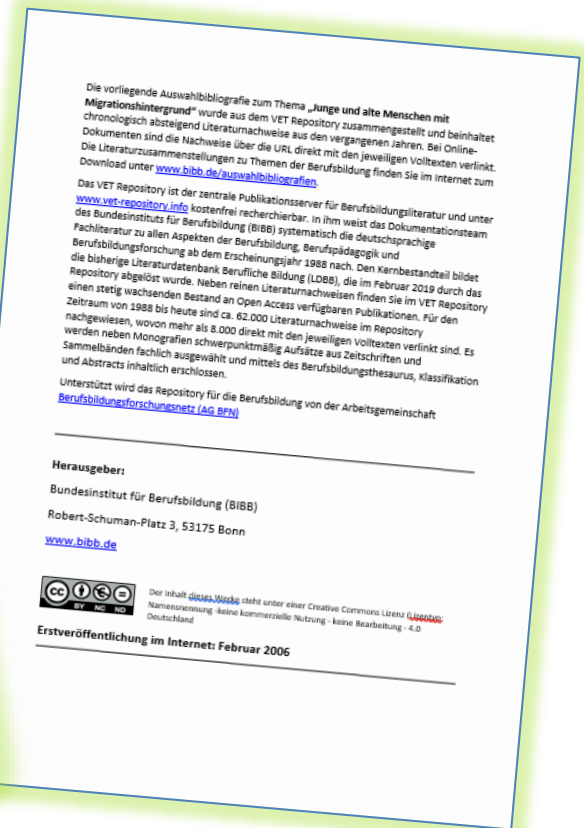 Die vorliegende Auswahlbibliografie zum Thema „Junge und alte Menschen mit
Migrationshintergrund" wurde aus dem VET Repository zusammengestellt und beinhaltet
chronologisch absteigend Literaturnachweise aus den vergangenen Jahren. Bei Online-
Dokumenten sind die Nachweise über die URL direkt mit den jeweiligen Volltexten verlinkt.
Die Literaturzusammenstellungen zu Themen der Berufsbildung finden Sie im Internet zum
Download unter www.bibb.de/auswahlbibliografien.
Das VET Repository ist der zentrale Publikationsserver für Berufsbildungsliteratur und unter
www.vet-repository.info kostenfrei recherchierbar. In ihm weist das Dokumentationsteam
des Bundesinstituts für Berufsbildung (BIBB) systematisch die deutschsprachige
Fachliteratur zu allen Aspekten der Berufsbildung, Berufspädagogik und
Berufsbildungsforschung ab dem Erscheinungsjahr 1988 nach. Den Kernbestandteil bildet
die bisherige Literaturdatenbank Berufliche Bildung (LDBB), die im Februar 2019 durch das
Repository abgelöst wurde. Neben reinen Literaturnachweisen finden Sie im VET Repository
einen stetig wachsenden Bestand an Open Access verfügbaren Publikationen. Für den
Zeitraum von 1988 bis heute sind ca. 62.000 Literaturnachweise im Repository
nachgewiesen, wovon mehr als 8.000 direkt mit den jeweiligen Volltexten verlinkt sind. Es
werden neben Monografien schwerpunktmäßig Aufsätze aus Zeitschriften und
Sammelbänden fachlich ausgewählt und mittels des Berufsbildungsthesaurus, Klassifikation
und Abstracts inhaltlich erschlossen.
Unterstützt wird das Repository für die Berufsbildung von der Arbeitsgemeinschaft
Berufsbildungsforschungsnetz (AG BFN)
Herausgeber:
Bundesinstitut für Berufsbildung (BIBB)
Robert-Schuman-Platz 3, 53175 Bonn
www.bibb.de
cc BY NC ND
Der Inhalt dieses Werke steht unter einer Creative Commons Lizenz (Lizenztyp:
Namensnennung -keine kommerzielle Nutzung - keine Bearbeitung - 4.0
Deutschland
Erstveröffentlichung im Internet: Februar 2006